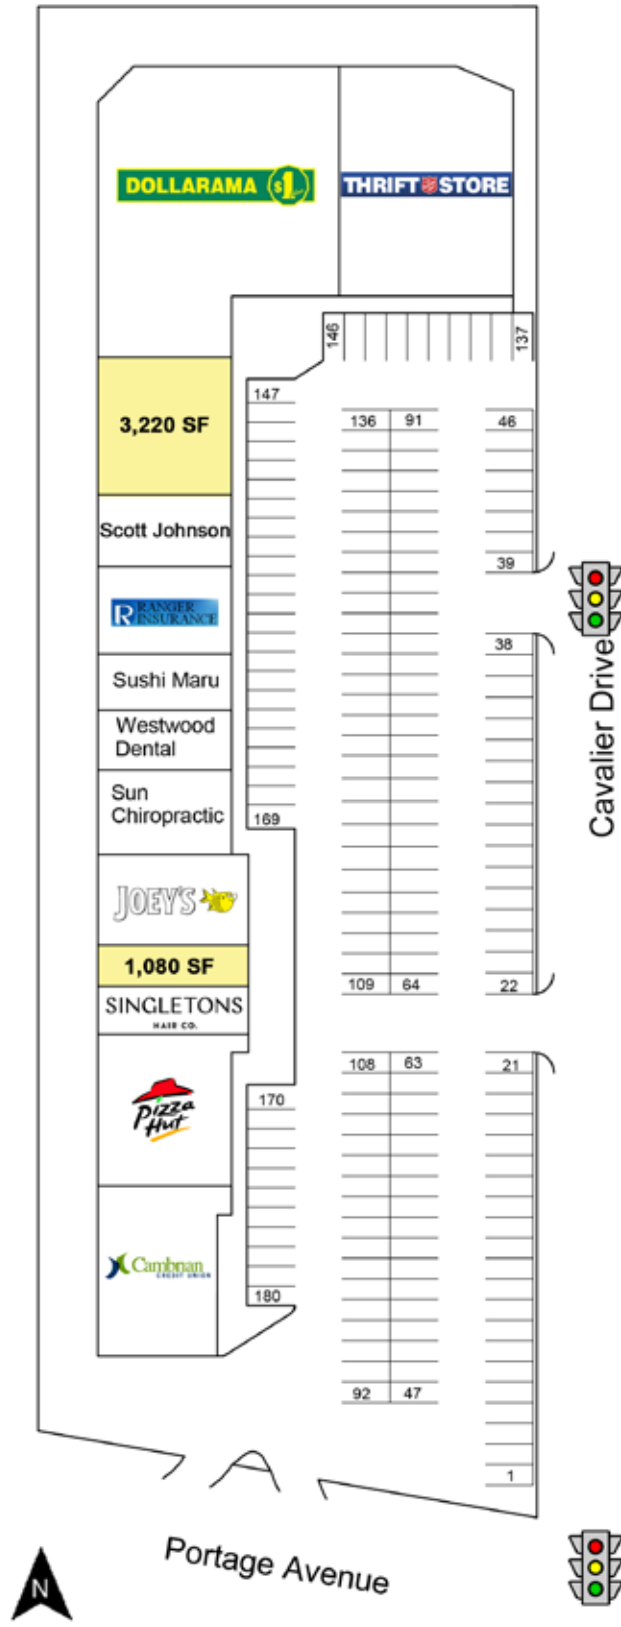 DOLLARAMA $1
THRIFT STORE
146
137
147
136
91
46
3,220 SF
Scott Johnson
39
R RANGER
INSURANCE
38
Sushi Maru
Westwood
Dental
Cavalier Drive
Sun
Chiropractic
169
JOEY'S
1,080 SF
109
64
22
SINGLETONS
HAIR CO.
108
63
21
170
Pizza
Hut
Cambrian
CREDIT UNION
180
92
47
1
Portage Avenue
N